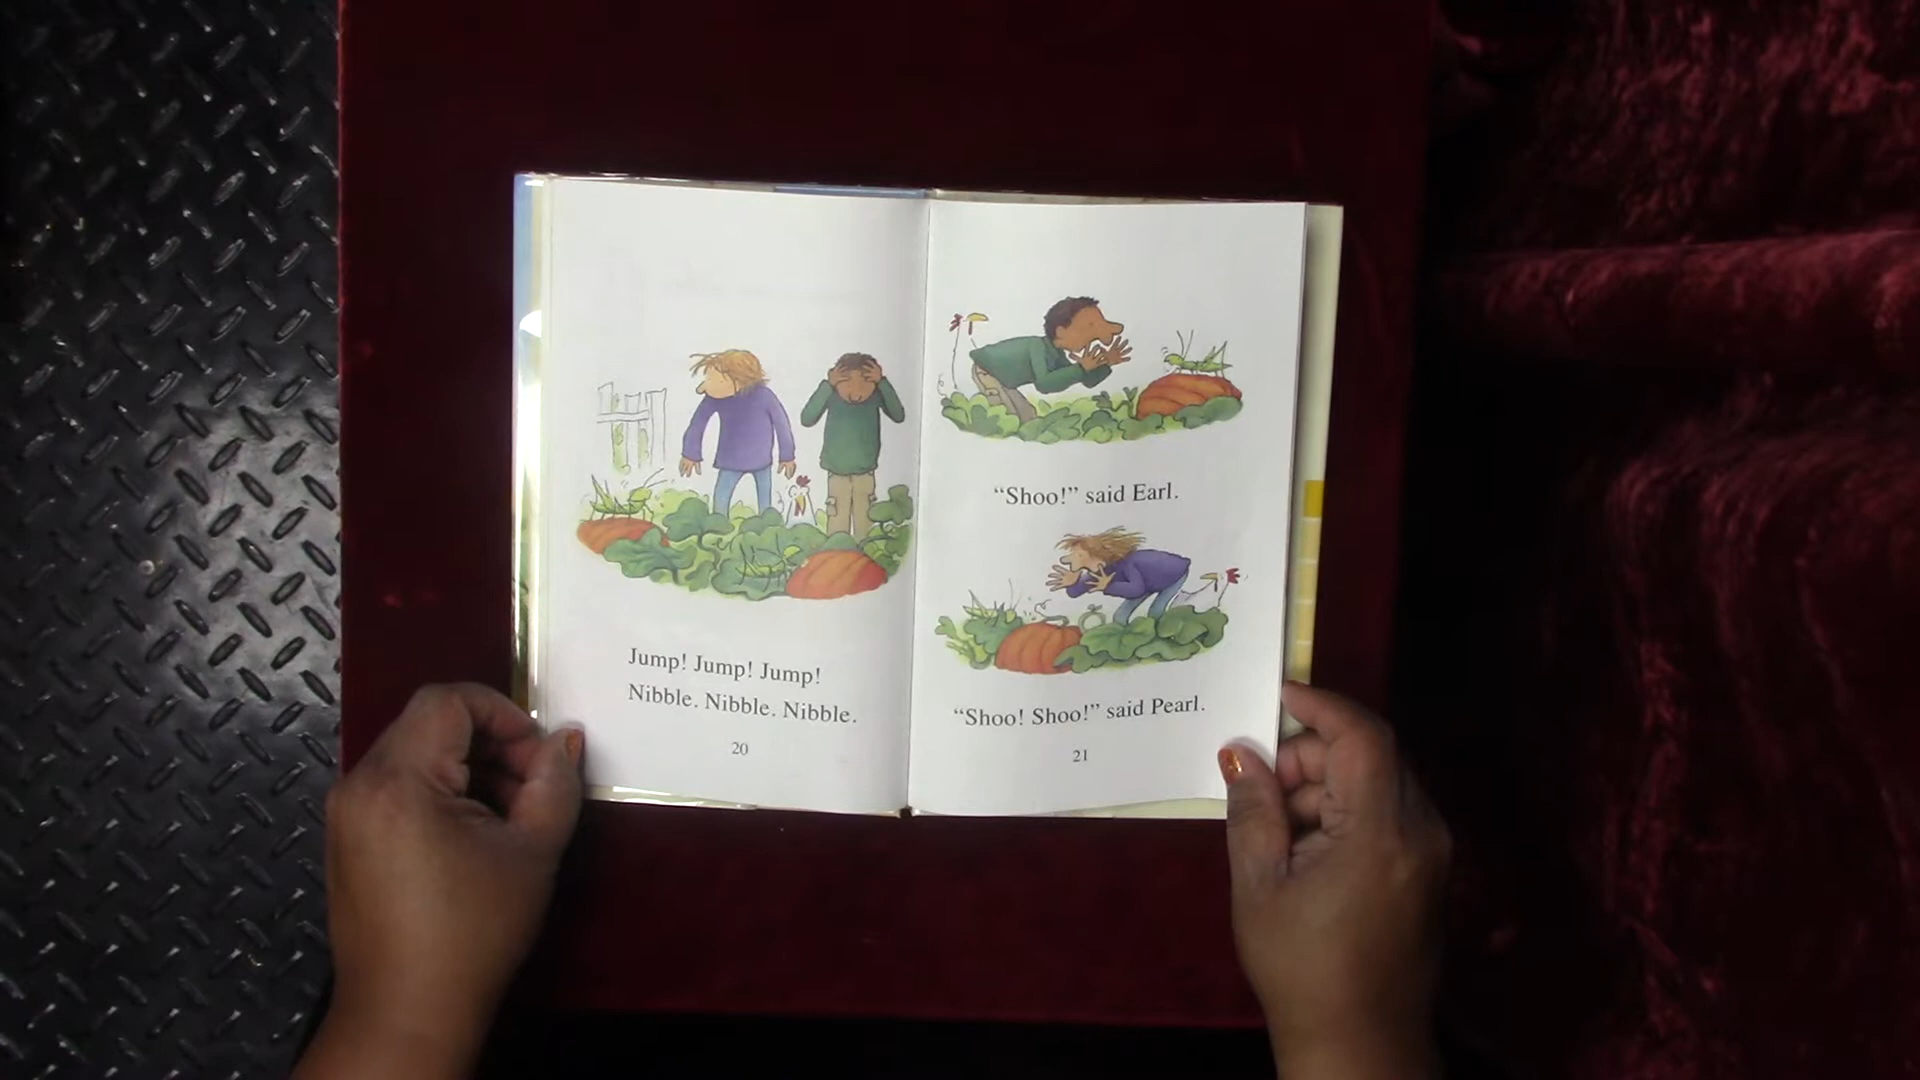 Jump! Jump! Jump!
Nibble. Nibble. Nibble.
20
“Shoo!” said Earl.
“Shoo! Shoo!” said Pearl.
21